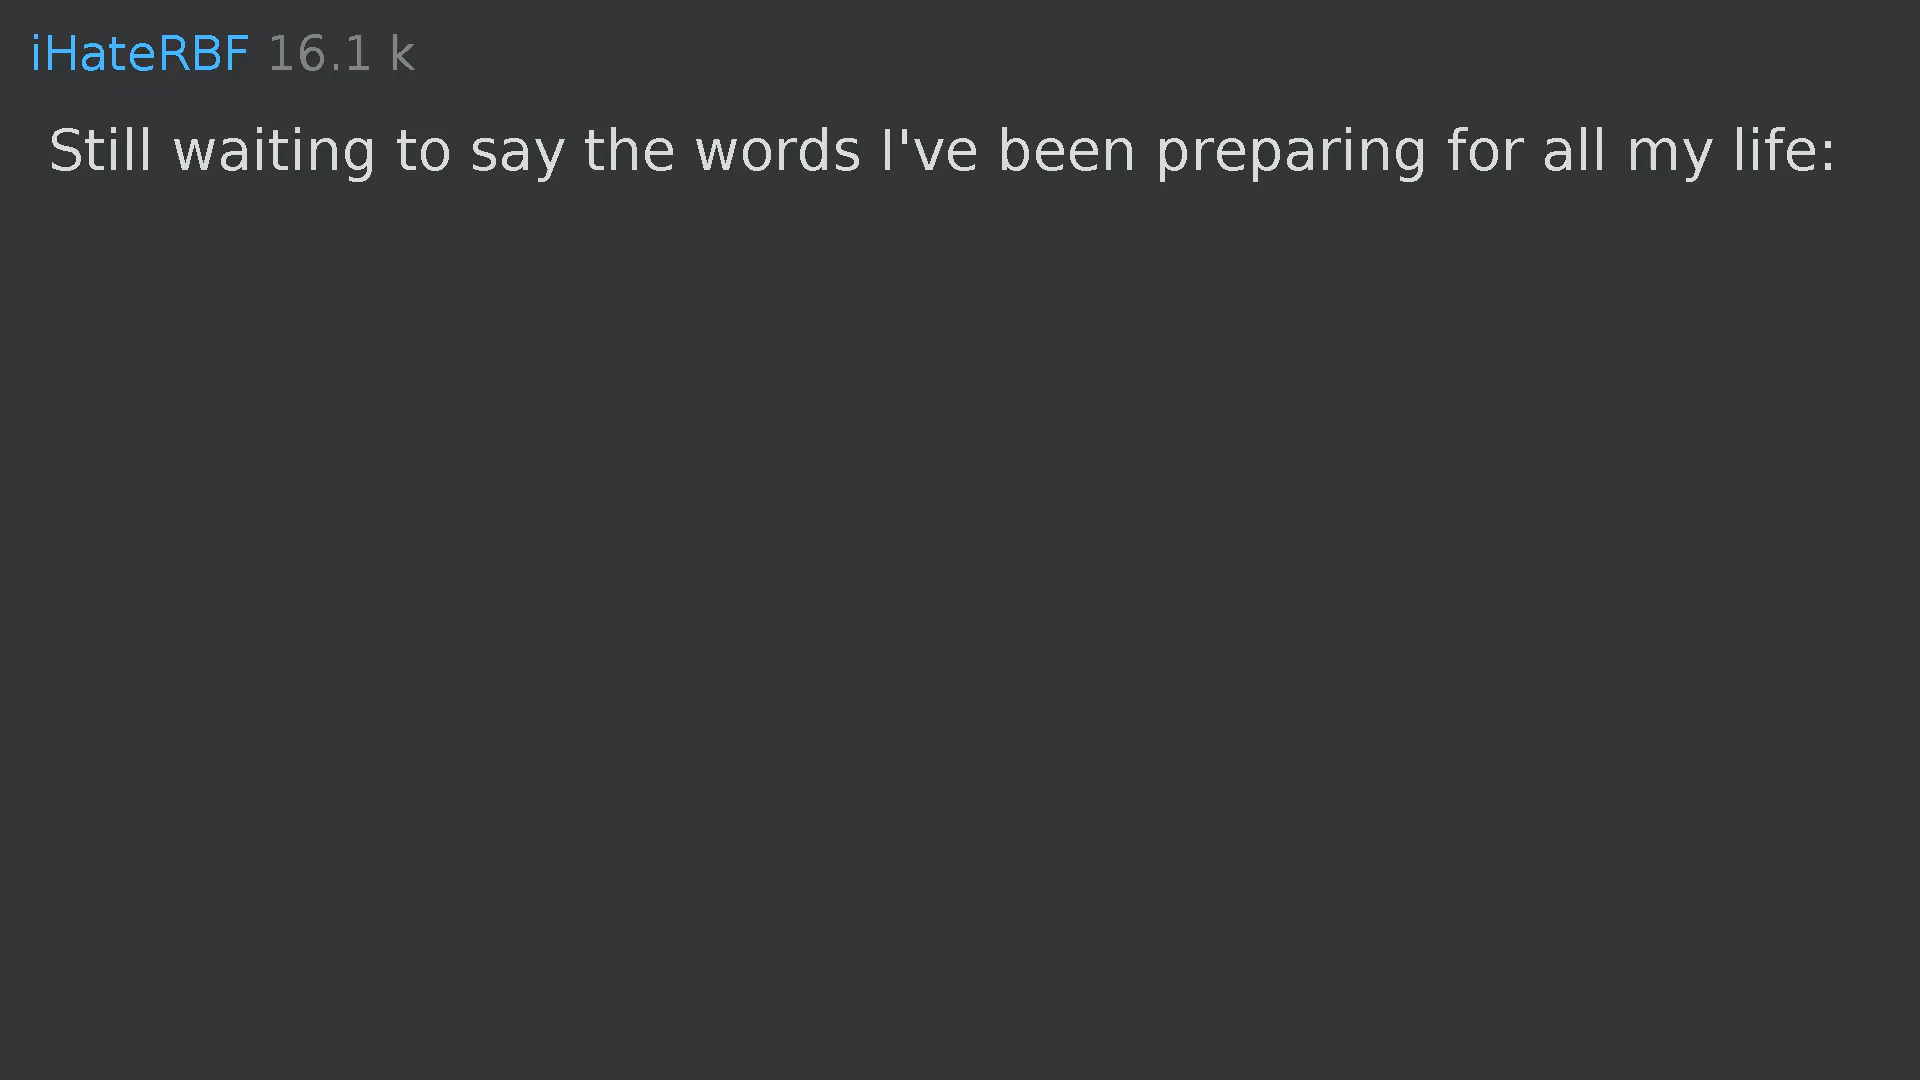 iHateRBF 16.1 k
Still waiting to say the words I've been preparing for all my life: